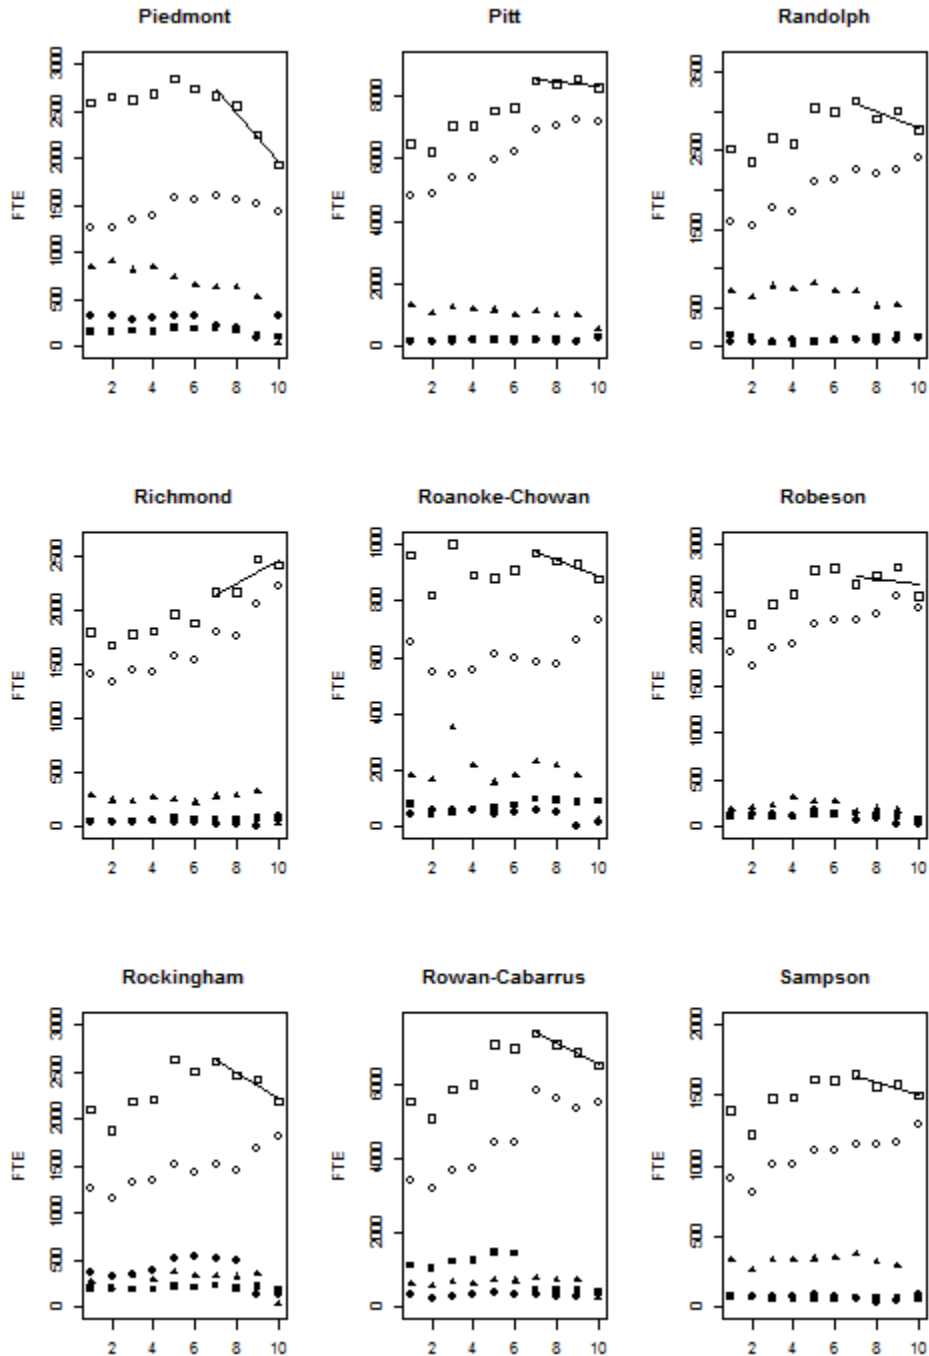 Piedmont
FTE
0 500 1000 1500 2000 2500 3000
2 4 6 8 10
Pitt
0 2000 4000 6000 8000
2 4 6 8 10
Randolph
FTE
0 500 1500 2500 3500
2 4 6 8 10
Richmond
FTE
0 500 1000 1500 2000 2500
2 4 6 8 10
Roanoke-Chowan
FTE
0 200 400 600 800 1000
2 4 6 8 10
Robeson
FTE
0 500 1000 1500 2000 2500 3000
2 4 6 8 10
Rockingham
FTE
0 500 1000 1500 2000 2500 3000
2 4 6 8 10
Rowan-Cabarrus
FTE
0 2000 4000 6000
2 4 6 8 10
Sampson
FTE
0 500 1000 1500 2000
2 4 6 8 10